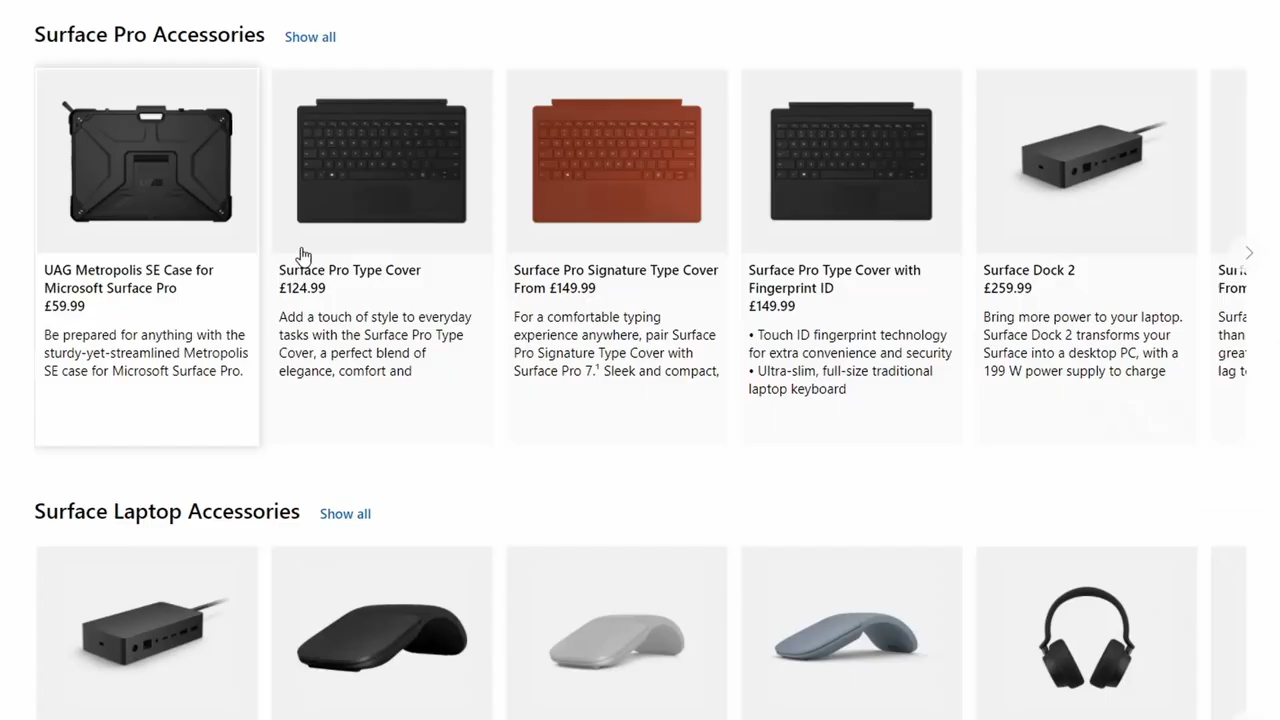 Surface Pro Accessories Show all
UAG Metropolis SE Case for
Microsoft Surface Pro
£59.99
Be prepared for anything with the
sturdy-yet-streamlined Metropolis
SE case for Microsoft Surface Pro.
Surface Pro Type Cover
£124.99
Add a touch of style to everyday
tasks with the Surface Pro Type
Cover, a perfect blend of
elegance, comfort and
Surface Pro Signature Type Cover
From £149.99
For a comfortable typing
experience anywhere, pair Surface
Pro Signature Type Cover with
Surface Pro 7.¹ Sleek and compact,
Surface Pro Type Cover with
Fingerprint ID
£149.99
• Touch ID fingerprint technology
for extra convenience and security
• Ultra-slim, full-size traditional
laptop keyboard
Surface Dock 2
£259.99
Bring more power to your laptop.
Surface Dock 2 transforms your
Surface into a desktop PC, with a
199 W power supply to charge
From
Surfa
than
grea
lag t
Surface Laptop Accessories Show all